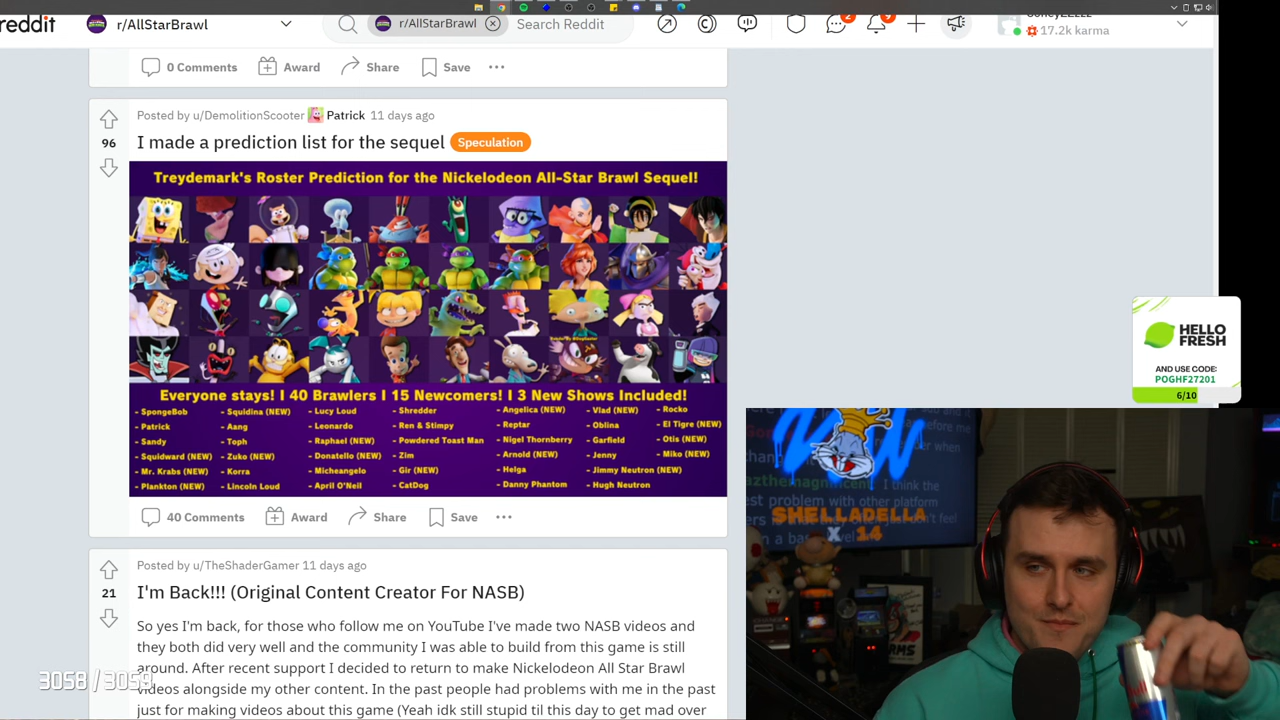 reddit
r/AllStarBrawl
r/AllStarBrawl
Search Reddit
2
9
17.2k karma
0 Comments
Award
Share
Save
Posted by u/DemolitionScooter Patrick 11 days ago
96
I made a prediction list for the sequel Speculation
Treydemark's Roster Prediction for the Nickelodeon All-Star Brawl Sequel!
Everyone stays! I 40 Brawlers I 15 Newcomers! I 3 New Shows Included!
- SpongeBob
- Patrick
- Sandy
- Squidward (NEW)
- Mr. Krabs (NEW)
- Plankton (NEW)
- Squidina (NEW)
- Aang
- Toph
- Zuko (NEW)
- Korra
- Lincoln Loud
- Lucy Loud
- Leonardo
- Raphael (NEW)
- Donatello (NEW)
- Micheangelo
- April O'Neil
- Shredder
- Ren & Stimpy
- Powdered Toast Man
- Zim
- Gir (NEW)
- CatDog
- Angelica (NEW)
- Reptar
- Nigel Thornberry
- Arnold (NEW)
- Helga
- Danny Phantom
- Vlad (NEW)
- Oblina
- Garfield
- Jenny
- Jimmy Neutron (NEW)
- Hugh Neutron
- Rocko
- El Tigre (NEW)
- Otis (NEW)
- Miko (NEW)
40 Comments
Award
Share
Save
Posted by u/TheShaderGamer 11 days ago
21
I'm Back!!! (Original Content Creator For NASB)
So yes I'm back, for those who follow me on YouTube I've made two NASB videos and
they both did very well and the community I was able to build from this game is still
around. After recent support I decided to return to make Nickelodeon All Star Brawl
videos alongside my other content. In the past people had problems with me in the past
just for making videos about this game (Yeah idk still stupid til this day to get mad over
3058 / 3059
HELLO
FRESH
AND USE CODE:
POGHF27201
6/10
I think the
problem with other platform
SHELLADELLA
X 14